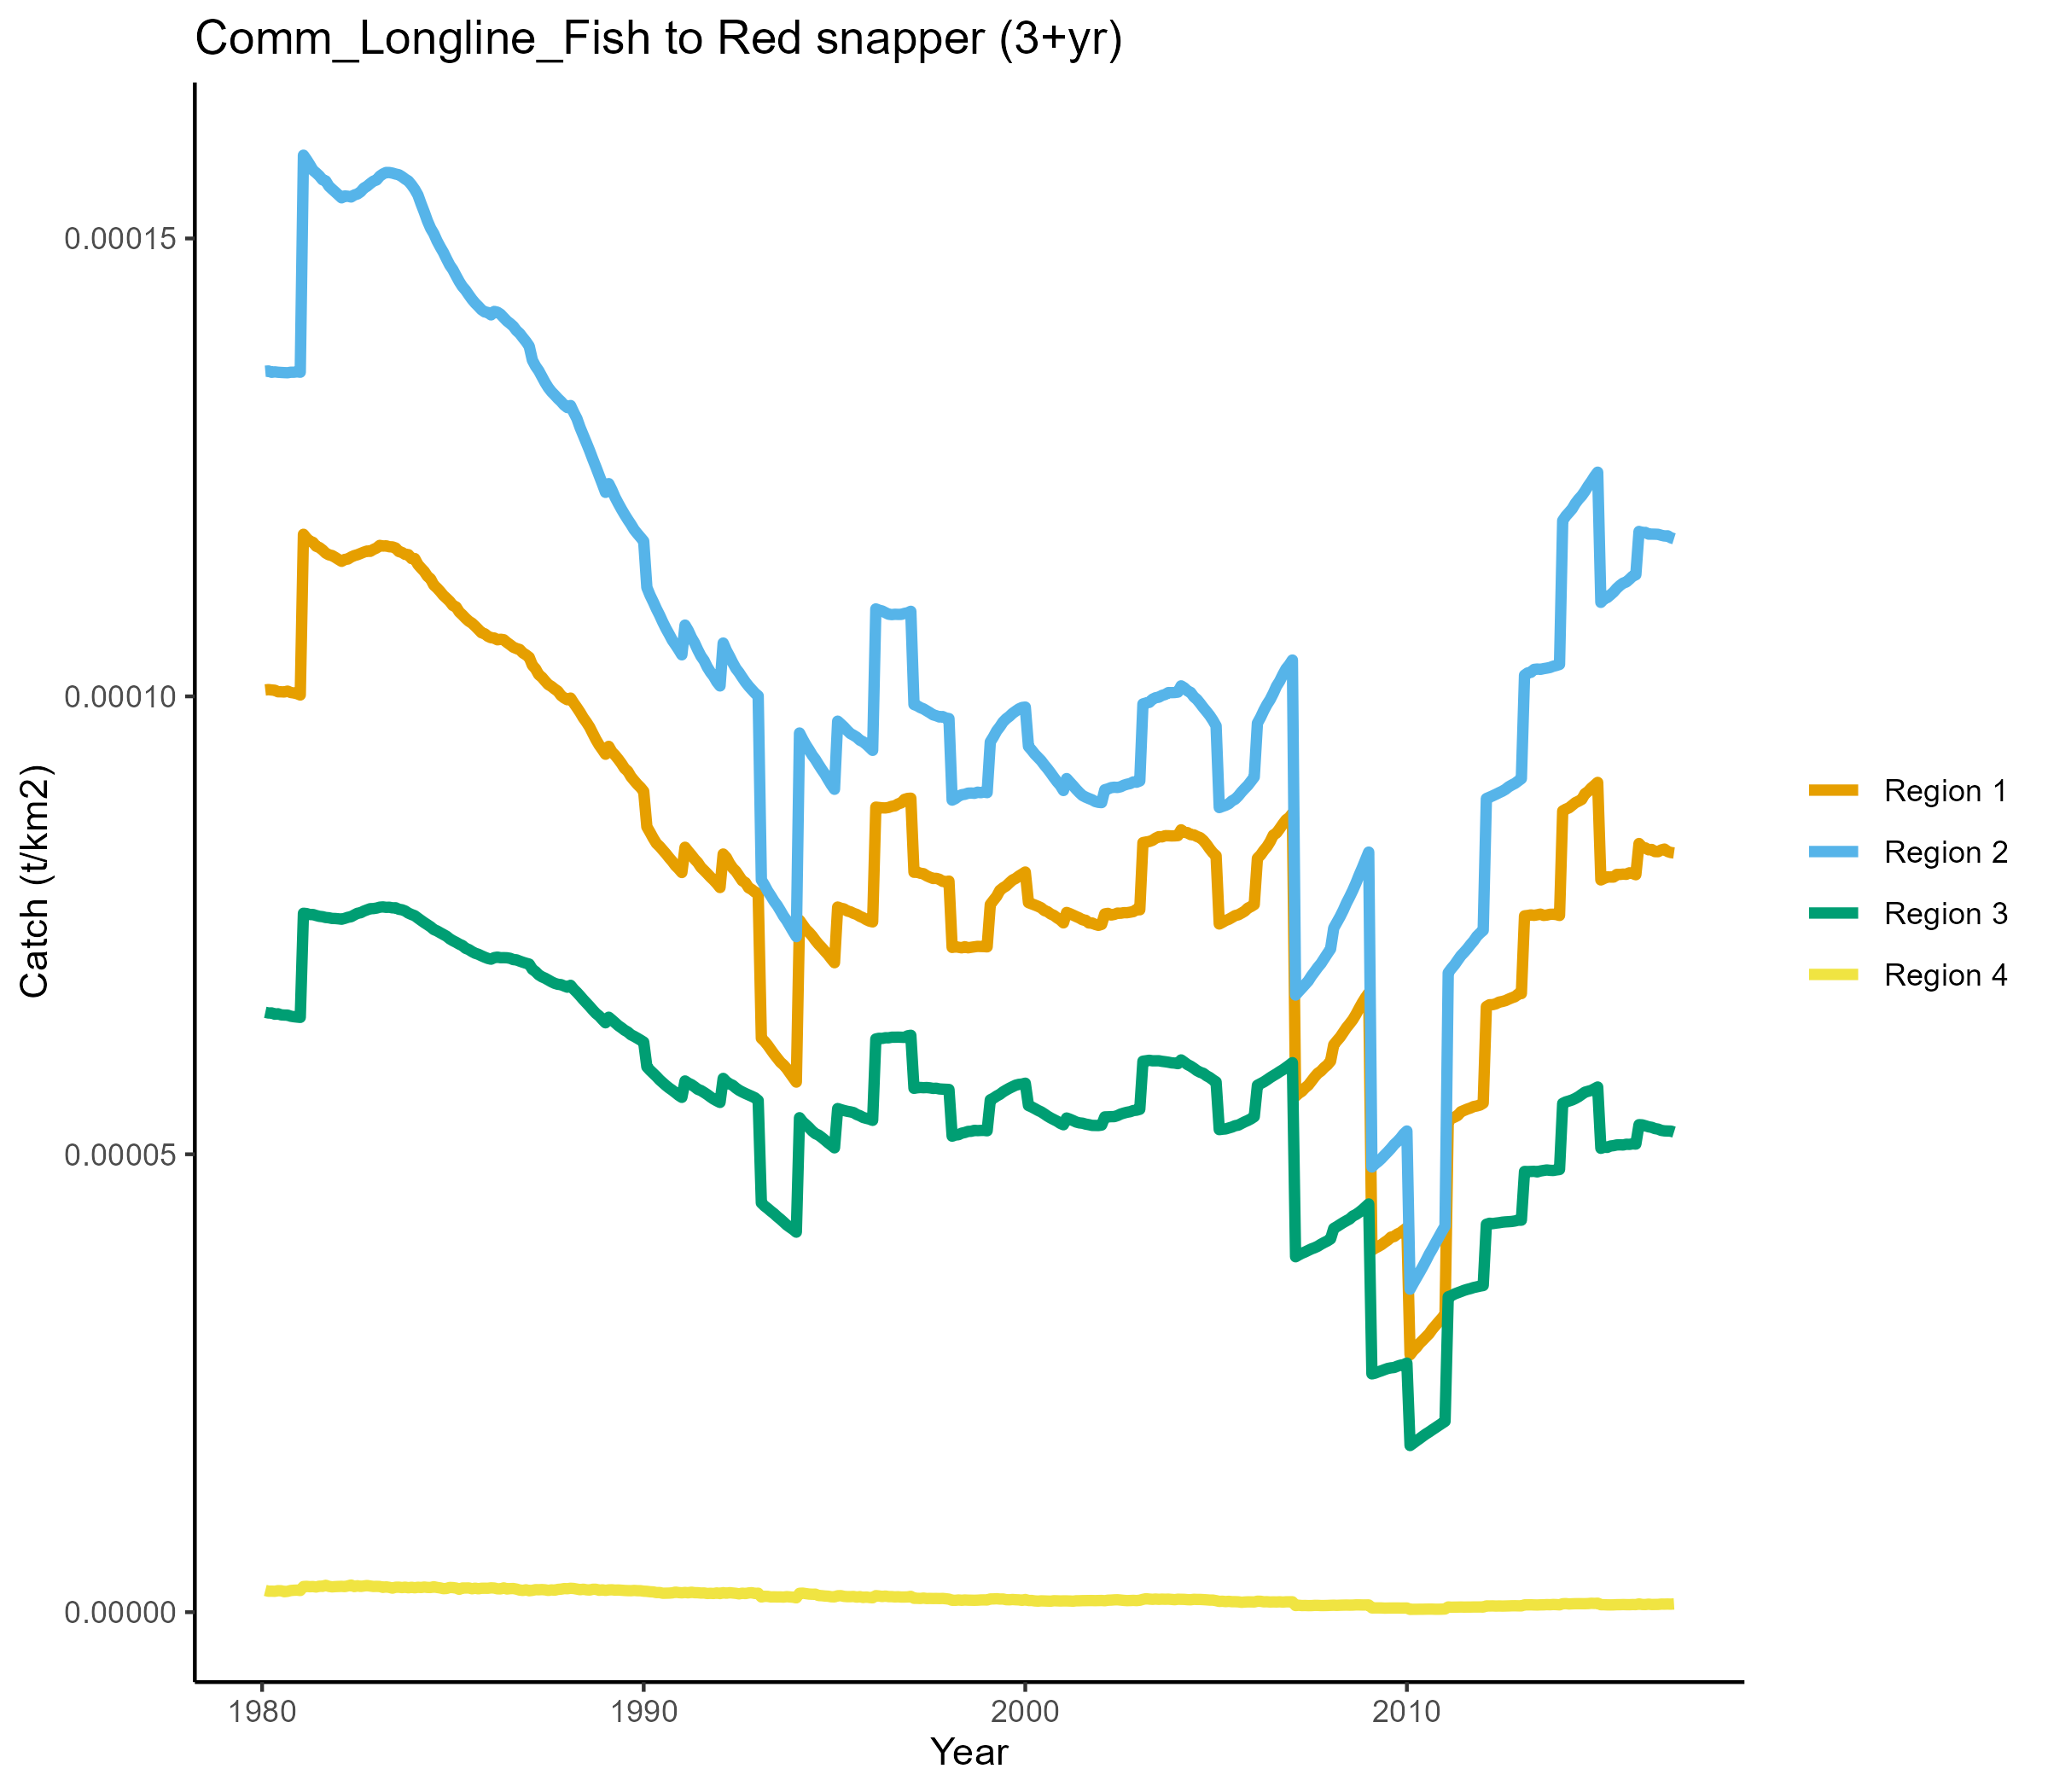 Comm_Longline_Fish to Red snapper (3+yr)
Catch (t/km2)
0.00015
0.00010
0.00005
0.00000
1980
1990
2000
2010
Year
Region 1
Region 2
Region 3
Region 4